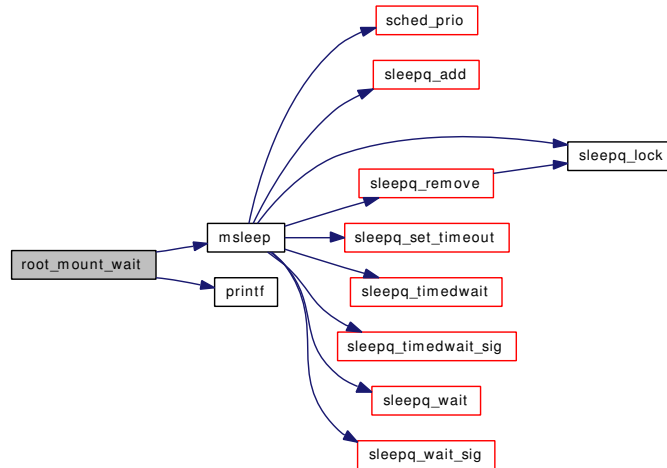 sched_prio
sleepq_add
sleepq_lock
sleepq_remove
msleep
sleepq_set_timeout
root_mount_wait
printf
sleepq_timedwait
sleepq_timedwait_sig
sleepq_wait
sleepq_wait_sig